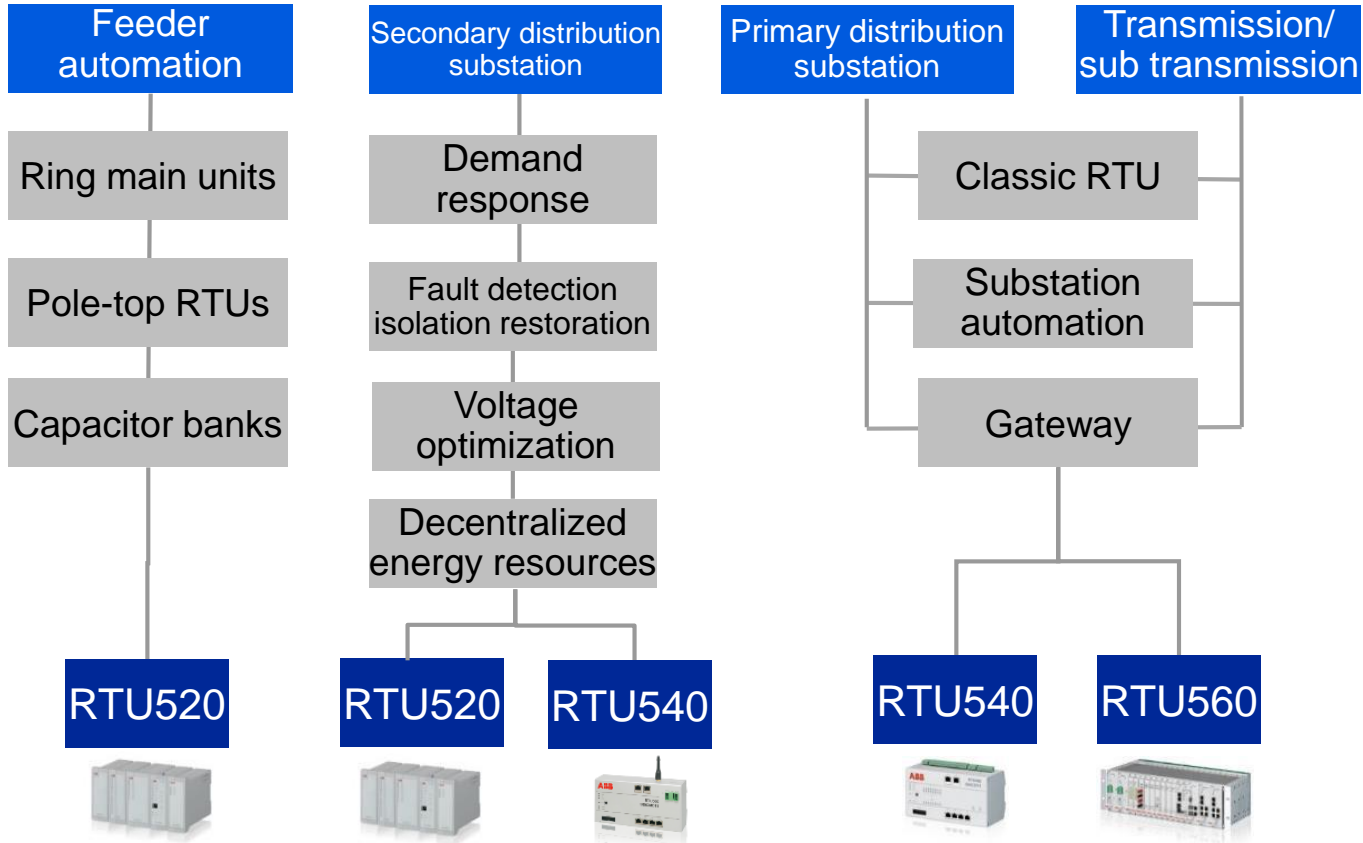 Feeder
automation
Secondary distribution
substation
Primary distribution
substation
Transmission/
sub transmission
Ring main units
Pole-top RTUs
Capacitor banks
Demand
response
Fault detection
isolation restoration
Voltage
optimization
Decentralized
energy resources
Classic RTU
Substation
automation
Gateway
RTU520
RTU520
RTU540
RTU540
RTU560
ABB
ABB